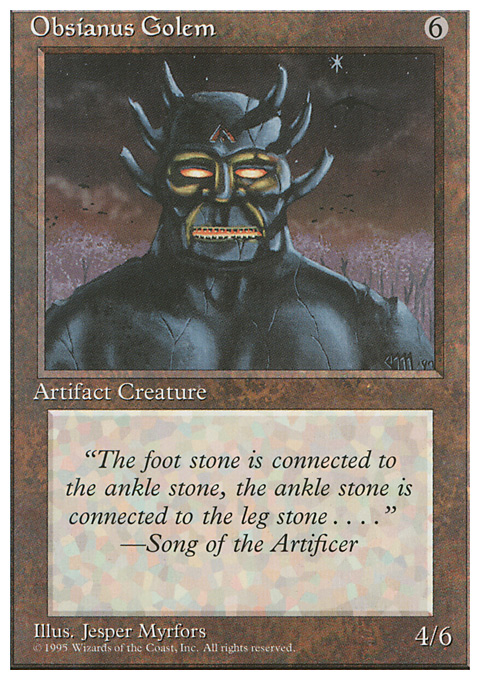 Obsianus Golem
6
Artifact Creature
“The foot stone is connected to
the ankle stone, the ankle stone is
connected to the leg stone . . . .”
—Song of the Artificer
Illus. Jesper Myrfors
© 1995 Wizards of the Coast, Inc. All rights reserved.
4/6